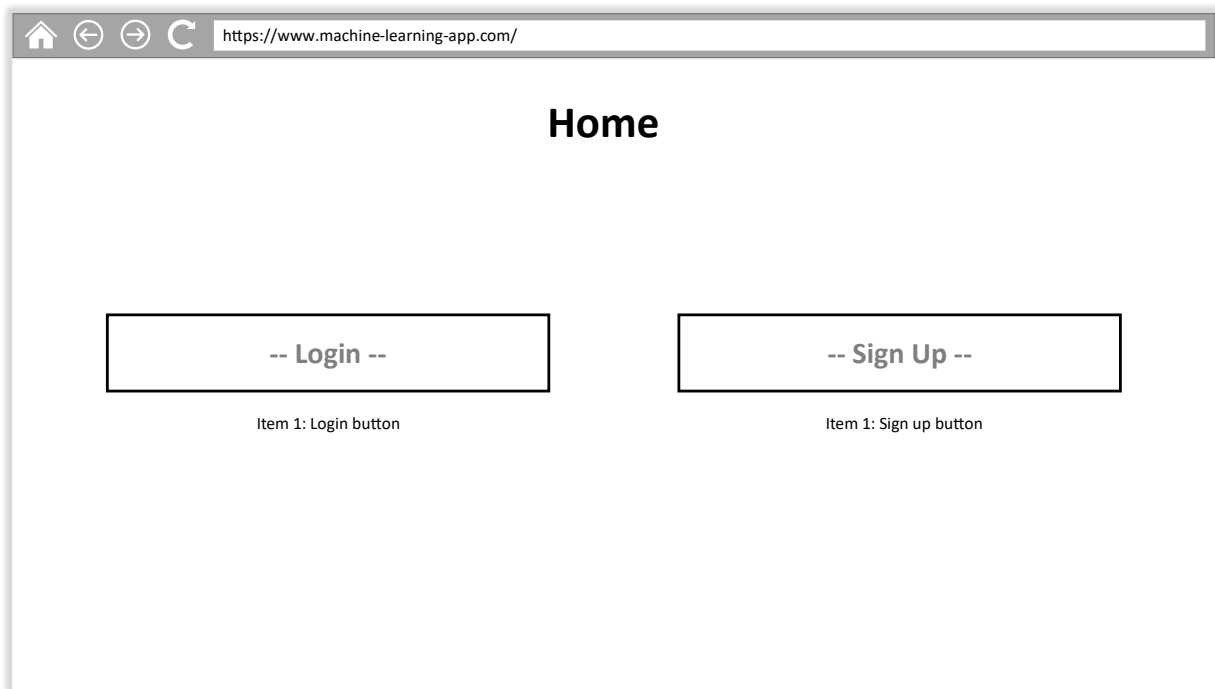 https://www.machine-learning-app.com/
Home
-- Login --
-- Sign Up --
Item 1: Login button
Item 1: Sign up button